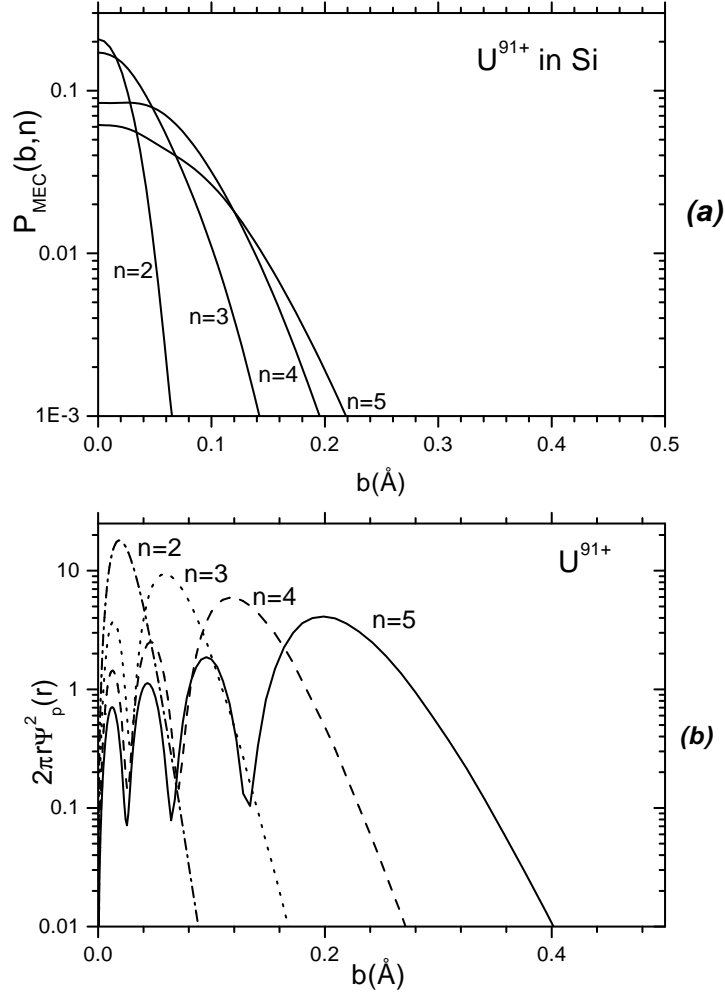 U⁹¹⁺ in Si
P_MEC(b,n)
0.1
0.01
1E-3
n=2
n=3
n=4
n=5
0.0 0.1 0.2 0.3 0.4 0.5
b(Å)
(a)
U⁹¹⁺
2πrΨ²_p(r)
10
1
0.1
0.01
n=2
n=3
n=4
n=5
0.0 0.2 0.4
b(Å)
(b)